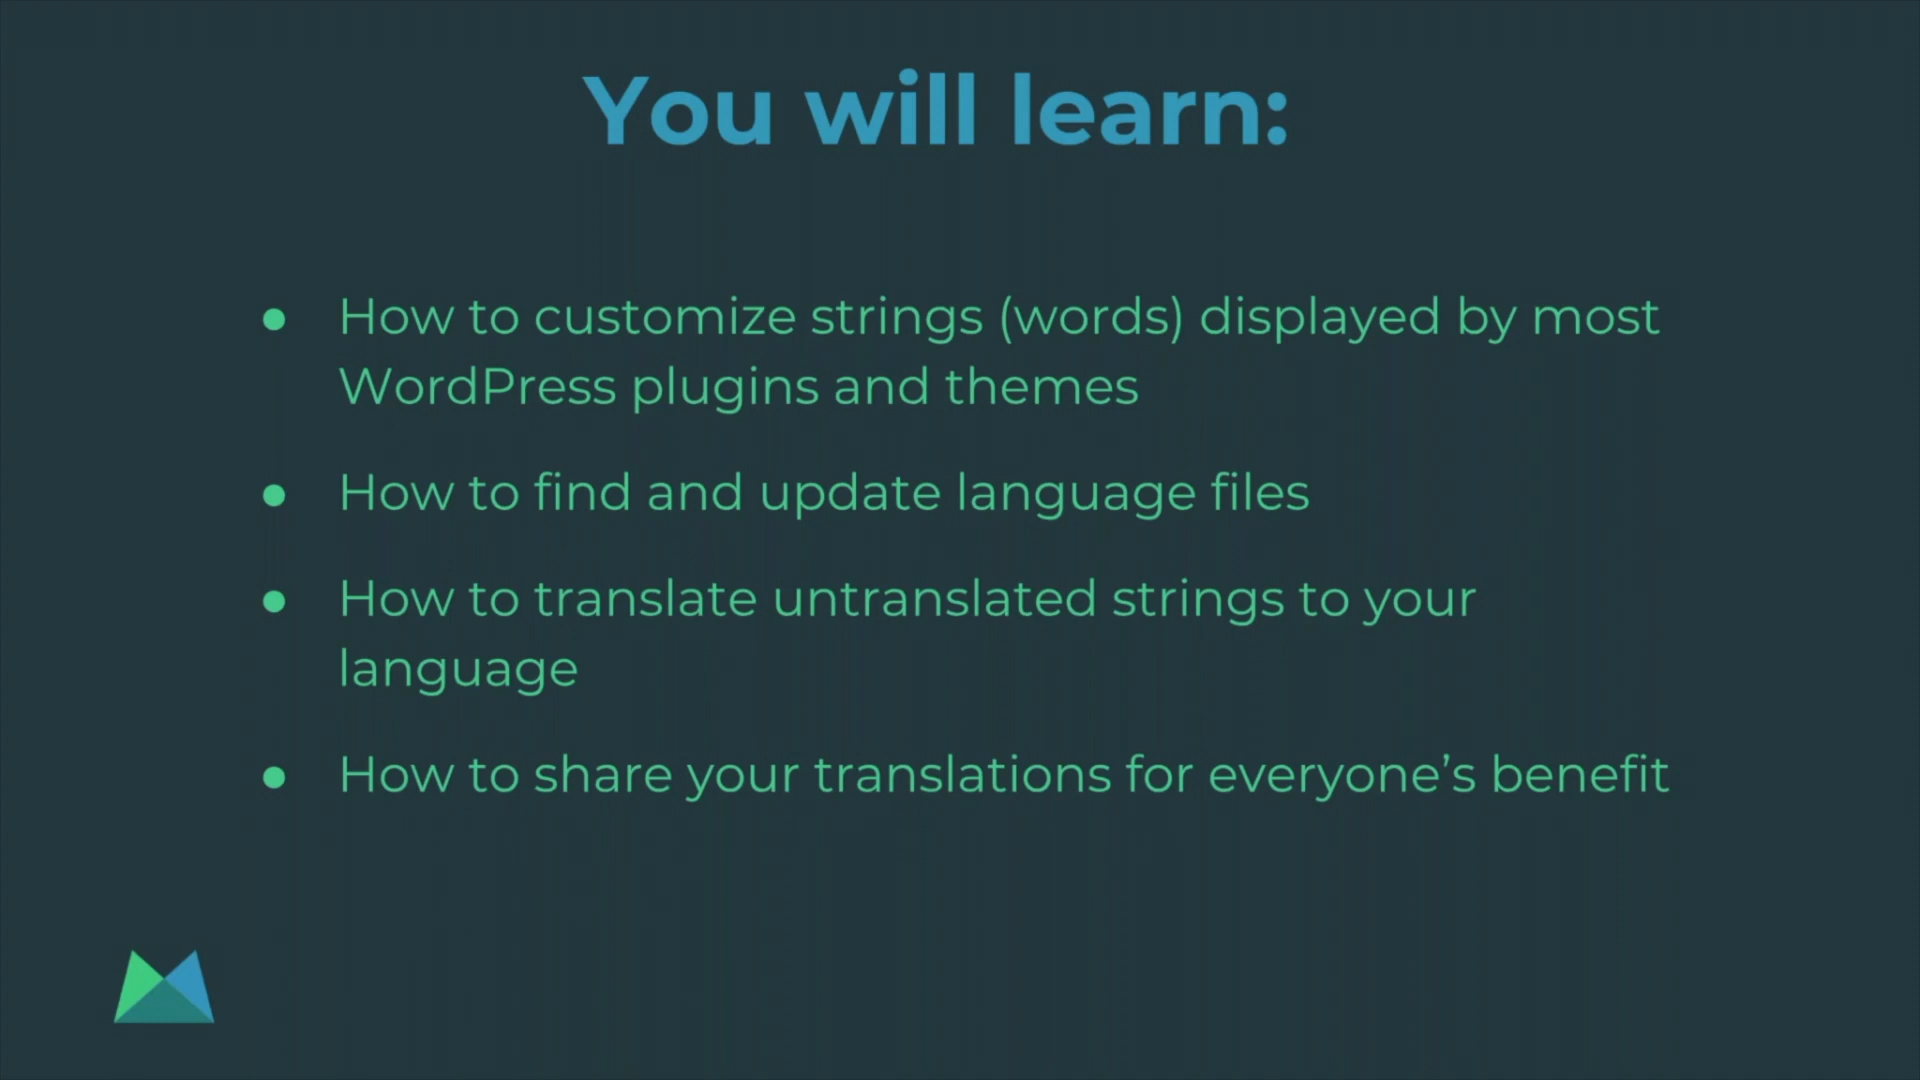 You will learn:
● How to customize strings (words) displayed by most
WordPress plugins and themes
● How to find and update language files
● How to translate untranslated strings to your
language
● How to share your translations for everyone’s benefit